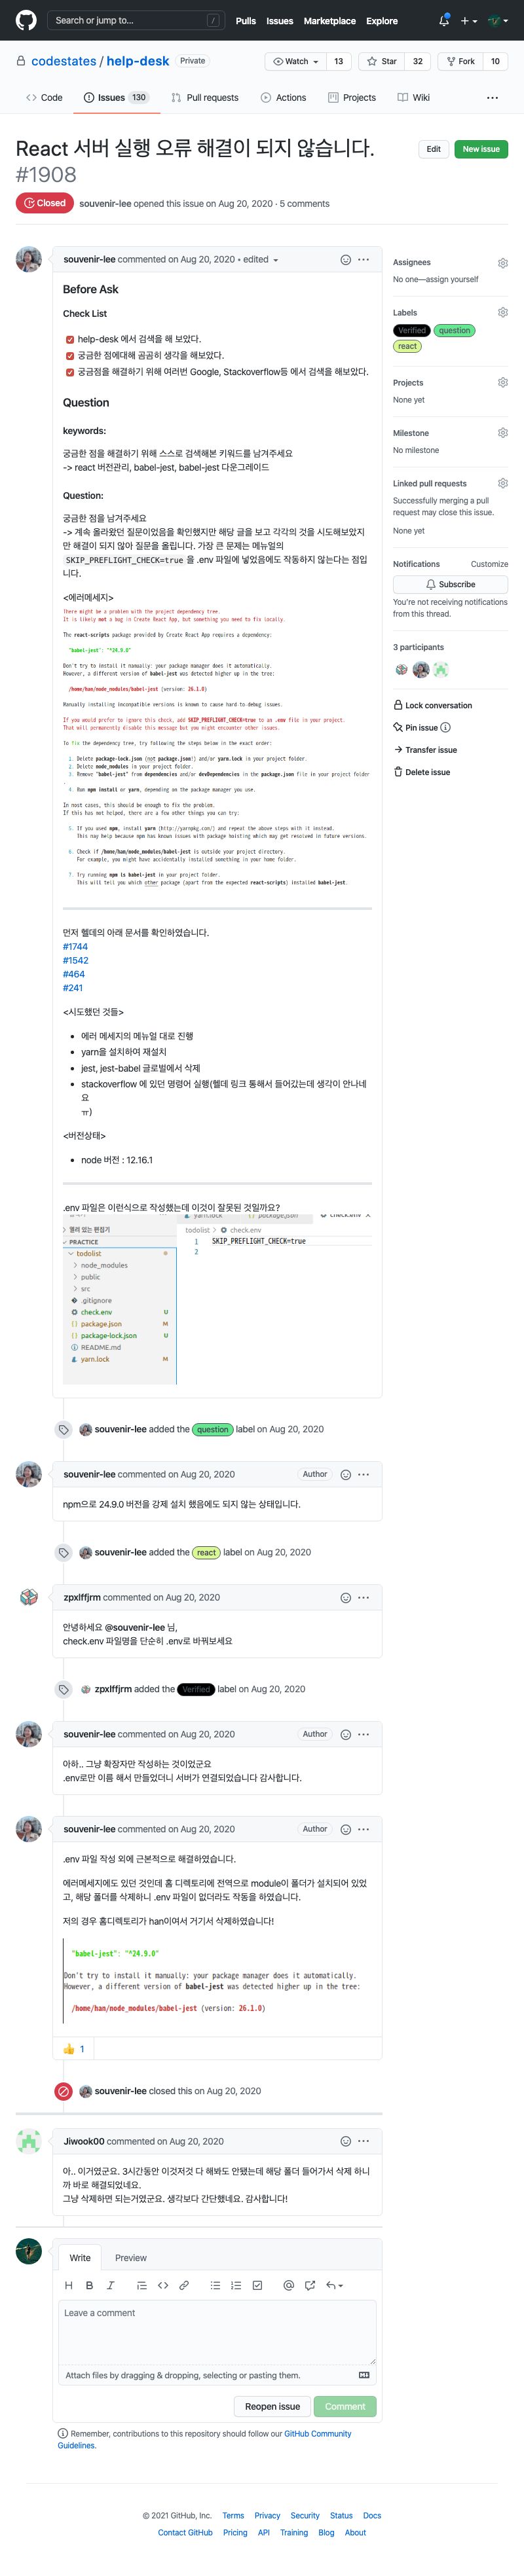 Search or jump to...
/
Pulls Issues Marketplace Explore
codestates / help-desk Private
Watch 13 Star 32 Fork 10
Code Issues 130 Pull requests Actions Projects Wiki
React 서버 실행 오류 해결이 되지 않습니다.
#1908
Edit New issue
Closed souvenir-lee opened this issue on Aug 20, 2020 · 5 comments
souvenir-lee commented on Aug 20, 2020 • edited
Before Ask
Check List
help-desk 에서 검색을 해 보았다.
궁금한 점에대해 곰곰히 생각을 해보았다.
궁금점을 해결하기 위해 여러번 Google, Stackoverflow등 에서 검색을 해보았다.
Question
keywords:
궁금한 점을 해결하기 위해 스스로 검색해본 키워드를 남겨주세요
-> react 버전관리, babel-jest, babel-jest 다운그레이드
Question:
궁금한 점을 남겨주세요
-> 계속 올라왔던 질문이었음을 확인했지만 해당 글을 보고 각각의 것을 시도해보았지
만 해결이 되지 않아 질문을 올립니다. 가장 큰 문제는 메뉴얼의
SKIP_PREFLIGHT_CHECK=true 을 .env 파일에 넣었음에도 작동하지 않는다는 점입
니다.
<에러메세지>
There might be a problem with the project dependency tree.
It is likely not a bug in Create React App, but something you need to fix locally.
The react-scripts package provided by Create React App requires a dependency:
"babel-jest": "^24.9.0"
Don't try to install it manually: your package manager does it automatically.
However, a different version of babel-jest was detected higher up in the tree:
/home/han/node_modules/babel-jest (version: 26.1.0)
Manually installing incompatible versions is known to cause hard-to-debug issues.
If you would prefer to ignore this check, add SKIP_PREFLIGHT_CHECK=true to an .env file in your project.
That will permanently disable this message but you might encounter other issues.
To fix the dependency tree, try following the steps below in the exact order:
1. Delete package-lock.json (not package.json!) and/or yarn.lock in your project folder.
2. Delete node_modules in your project folder.
3. Remove "babel-jest" from dependencies and/or devDependencies in the package.json file in your project folder
.
4. Run npm install or yarn, depending on the package manager you use.
In most cases, this should be enough to fix the problem.
If this has not helped, there are a few other things you can try:
5. If you used npm, install yarn (http://yarnpkg.com/) and repeat the above steps with it instead.
This may help because npm has known issues with package hoisting which may get resolved in future versions.
6. Check if /home/han/node_modules/babel-jest is outside your project directory.
For example, you might have accidentally installed something in your home folder.
7. Try running npm ls babel-jest in your project folder.
This will tell you which other package (apart from the expected react-scripts) installed babel-jest.
먼저 헬데의 아래 문서를 확인하였습니다.
#1744
#1542
#464
#241
<시도했던 것들>
에러 메세지의 메뉴얼 대로 진행
yarn을 설치하여 재설치
jest, jest-babel 글로벌에서 삭제
stackoverflow 에 있던 명령어 실행(헬데 링크 통해서 들어갔는데 생각이 안나네
요
ㅠ)
<버전상태>
node 버전 : 12.16.1
.env 파일은 이런식으로 작성했는데 이것이 잘못된 것일까요?
열려 있는 편집기
PRACTICE
todolist
node_modules
public
src
.gitignore
check.env U
package.json M
package-lock.json U
README.md
yarn.lock M
yarn.lock package.json check.env
todolist > check.env
1 SKIP_PREFLIGHT_CHECK=true
2
souvenir-lee added the question label on Aug 20, 2020
souvenir-lee commented on Aug 20, 2020 Author
npm으로 24.9.0 버전을 강제 설치 했음에도 되지 않는 상태입니다.
souvenir-lee added the react label on Aug 20, 2020
zpxlffjrm commented on Aug 20, 2020
안녕하세요 @souvenir-lee 님,
check.env 파일명을 단순히 .env로 바꿔보세요
zpxlffjrm added the Verified label on Aug 20, 2020
souvenir-lee commented on Aug 20, 2020 Author
아하.. 그냥 확장자만 작성하는 것이었군요
.env로만 이름 해서 만들었더니 서버가 연결되었습니다 감사합니다.
souvenir-lee commented on Aug 20, 2020 Author
.env 파일 작성 외에 근본적으로 해결하였습니다.
에러메세지에도 있던 것인데 홈 디렉토리에 전역으로 module이 폴더가 설치되어 있었
고, 해당 폴더를 삭제하니 .env 파일이 없더라도 작동을 하였습니다.
저의 경우 홈디렉토리가 han이여서 거기서 삭제하였습니다!
"babel-jest": "^24.9.0"
Don't try to install it manually: your package manager does it automatically.
However, a different version of babel-jest was detected higher up in the tree:
/home/han/node_modules/babel-jest (version: 26.1.0)
1
souvenir-lee closed this on Aug 20, 2020
Jiwook00 commented on Aug 20, 2020
아.. 이거였군요. 3시간동안 이것저것 다 해봐도 안됐는데 해당 폴더 들어가서 삭제 하니
까 바로 해결되었네요.
그냥 삭제하면 되는거였군요. 생각보다 간단했네요. 감사합니다!
Write Preview
Leave a comment
Attach files by dragging & dropping, selecting or pasting them.
Reopen issue Comment
Remember, contributions to this repository should follow our GitHub Community
Guidelines.
Assignees
No one—assign yourself
Labels
Verified question
react
Projects
None yet
Milestone
No milestone
Linked pull requests
Successfully merging a pull
request may close this issue.
None yet
Notifications Customize
Subscribe
You're not receiving notifications
from this thread.
3 participants
Lock conversation
Pin issue
Transfer issue
Delete issue
© 2021 GitHub, Inc. Terms Privacy Security Status Docs
Contact GitHub Pricing API Training Blog About